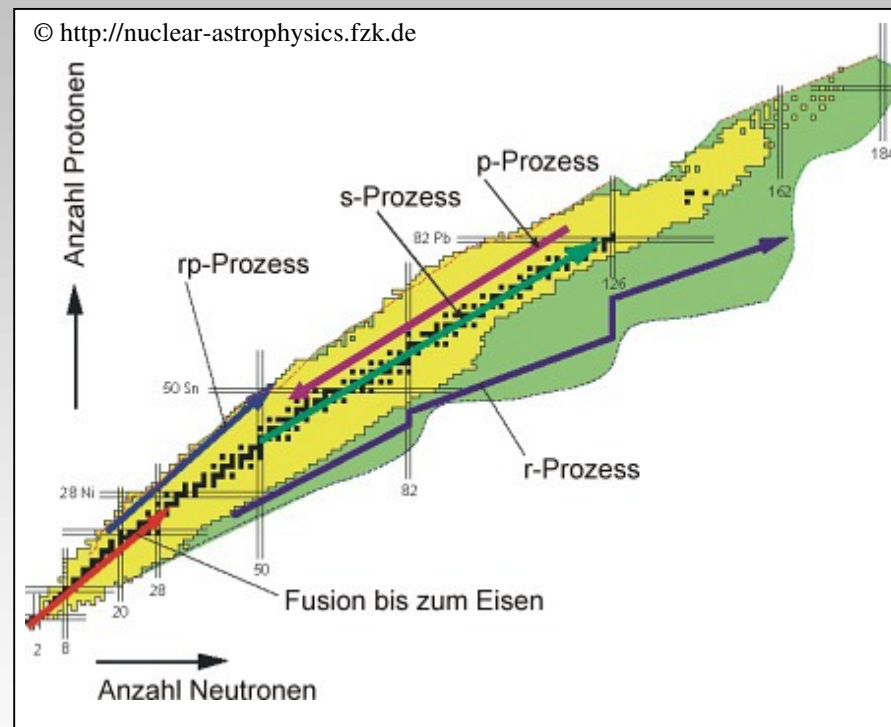 © http://nuclear-astrophysics.fzk.de
Anzahl Protonen
p-Prozess
s-Prozess
rp-Prozess
82 Pb
50 Sn
28 Ni
184
162
126
82
50
28
20
8
2
r-Prozess
Fusion bis zum Eisen
Anzahl Neutronen